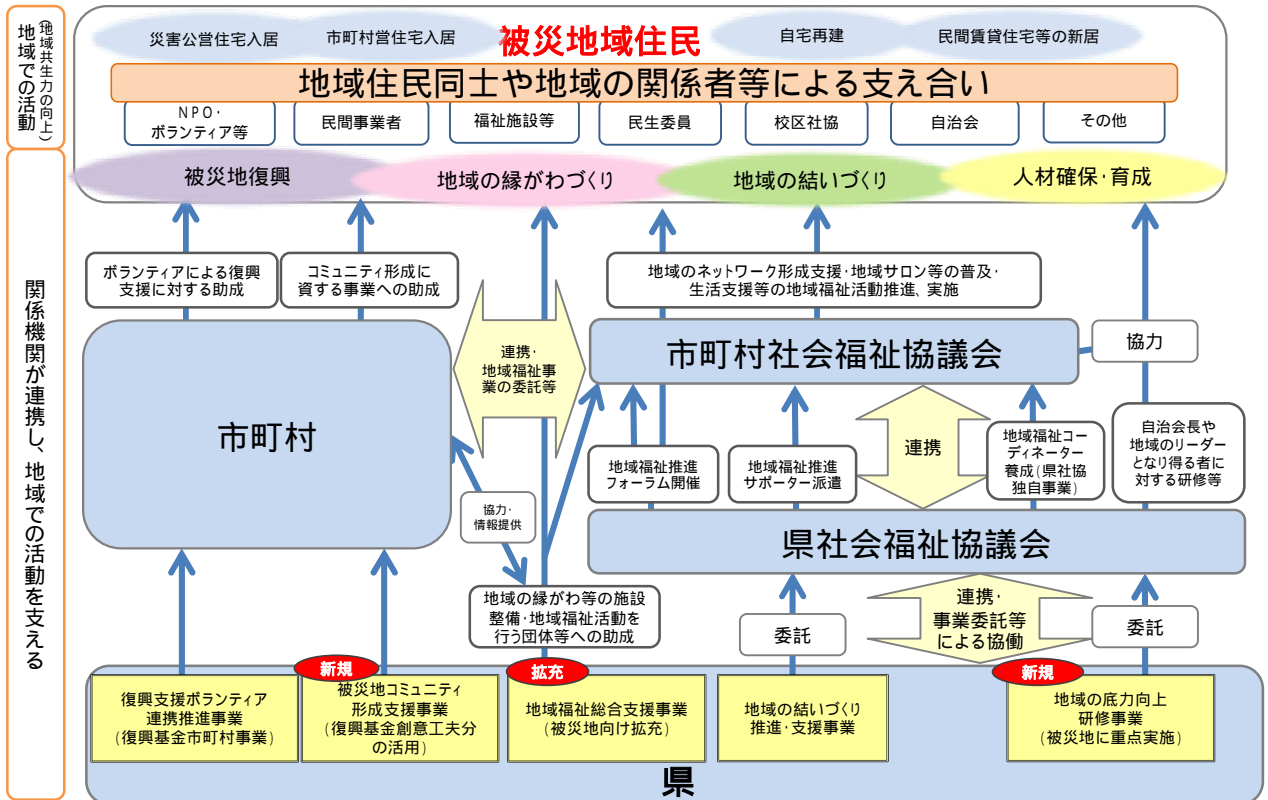 地域での活動
(地域共生力の向上)
関係機関が連携し、地域での活動を支える
災害公営住宅入居
市町村営住宅入居
被災地域住民
自宅再建
民間賃貸住宅等の新居
地域住民同士や地域の関係者等による支え合い
NPO・
ボランティア等
民間事業者
福祉施設等
民生委員
校区社協
自治会
その他
被災地復興
地域の縁がわづくり
地域の結いづくり
人材確保・育成
ボランティアによる復興
支援に対する助成
コミュニティ形成に
資する事業への助成
地域のネットワーク形成支援・地域サロン等の普及・
生活支援等の地域福祉活動推進、実施
市町村
連携・
地域福祉事
業の委託等
市町村社会福祉協議会
協力
地域福祉推進
フォーラム開催
地域福祉推進
サポーター派遣
連携
地域福祉コー
ディネーター
養成(県社協
独自事業)
自治会長や
地域のリーダー
となり得る者に
対する研修等
協力・
情報提供
県社会福祉協議会
地域の縁がわ等の施設
整備・地域福祉活動を
行う団体等への助成
委託
連携・
事業委託等
による協働
委託
復興支援ボランティア
連携推進事業
(復興基金市町村事業)
新規
被災地コミュニティ
形成支援事業
(復興基金創意工夫分
の活用)
拡充
地域福祉総合支援事業
(被災地向け拡充)
地域の結いづくり
推進・支援事業
新規
地域の底力向上
研修事業
(被災地に重点実施)
県